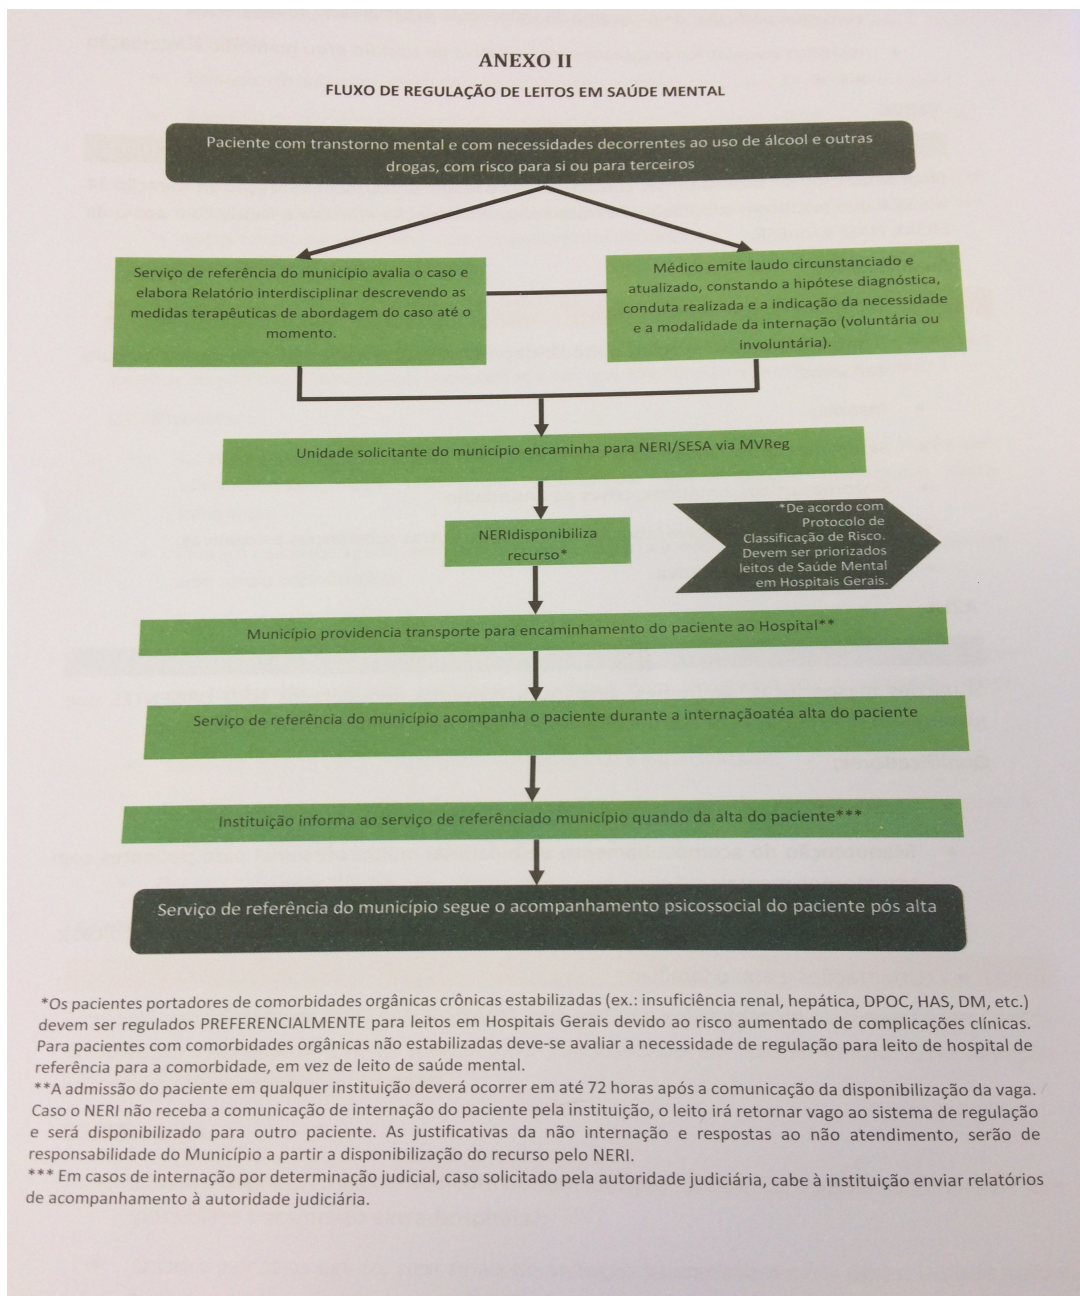 ANEXO II
FLUXO DE REGULAÇÃO DE LEITOS EM SAÚDE MENTAL
Paciente com transtorno mental e com necessidades decorrentes ao uso de álcool e outras
drogas, com risco para si ou para terceiros
Serviço de referência do município avalia o caso e
elabora Relatório interdisciplinar descrevendo as
medidas terapêuticas de abordagem do caso até o
momento.
Médico emite laudo circunstanciado e
atualizado, constando a hipótese diagnóstica,
conduta realizada e a indicação da necessidade
e a modalidade da internação (voluntária ou
involuntária).
Unidade solicitante do município encaminha para NERI/SESA via MVReg
NERIdisponibiliza
recurso*
*De acordo com
Protocolo de
Classificação de Risco.
Devem ser priorizados
leitos de Saúde Mental
em Hospitais Gerais.
Município providencia transporte para encaminhamento do paciente ao Hospital**
Serviço de referência do município acompanha o paciente durante a internaçãoatéa alta do paciente
Instituição informa ao serviço de referênciado município quando da alta do paciente***
Serviço de referência do município segue o acompanhamento psicossocial do paciente pós alta
*Os pacientes portadores de comorbidades orgânicas crônicas estabilizadas (ex.: insuficiência renal, hepática, DPOC, HAS, DM, etc.)
devem ser regulados PREFERENCIALMENTE para leitos em Hospitais Gerais devido ao risco aumentado de complicações clínicas.
Para pacientes com comorbidades orgânicas não estabilizadas deve-se avaliar a necessidade de regulação para leito de hospital de
referência para a comorbidade, em vez de leito de saúde mental.
**A admissão do paciente em qualquer instituição deverá ocorrer em até 72 horas após a comunicação da disponibilização da vaga.
Caso o NERI não receba a comunicação de internação do paciente pela instituição, o leito irá retornar vago ao sistema de regulação
e será disponibilizado para outro paciente. As justificativas da não internação e respostas ao não atendimento, serão de
responsabilidade do Município a partir a disponibilização do recurso pelo NERI.
*** Em casos de internação por determinação judicial, caso solicitado pela autoridade judiciária, cabe à instituição enviar relatórios
de acompanhamento à autoridade judiciária.